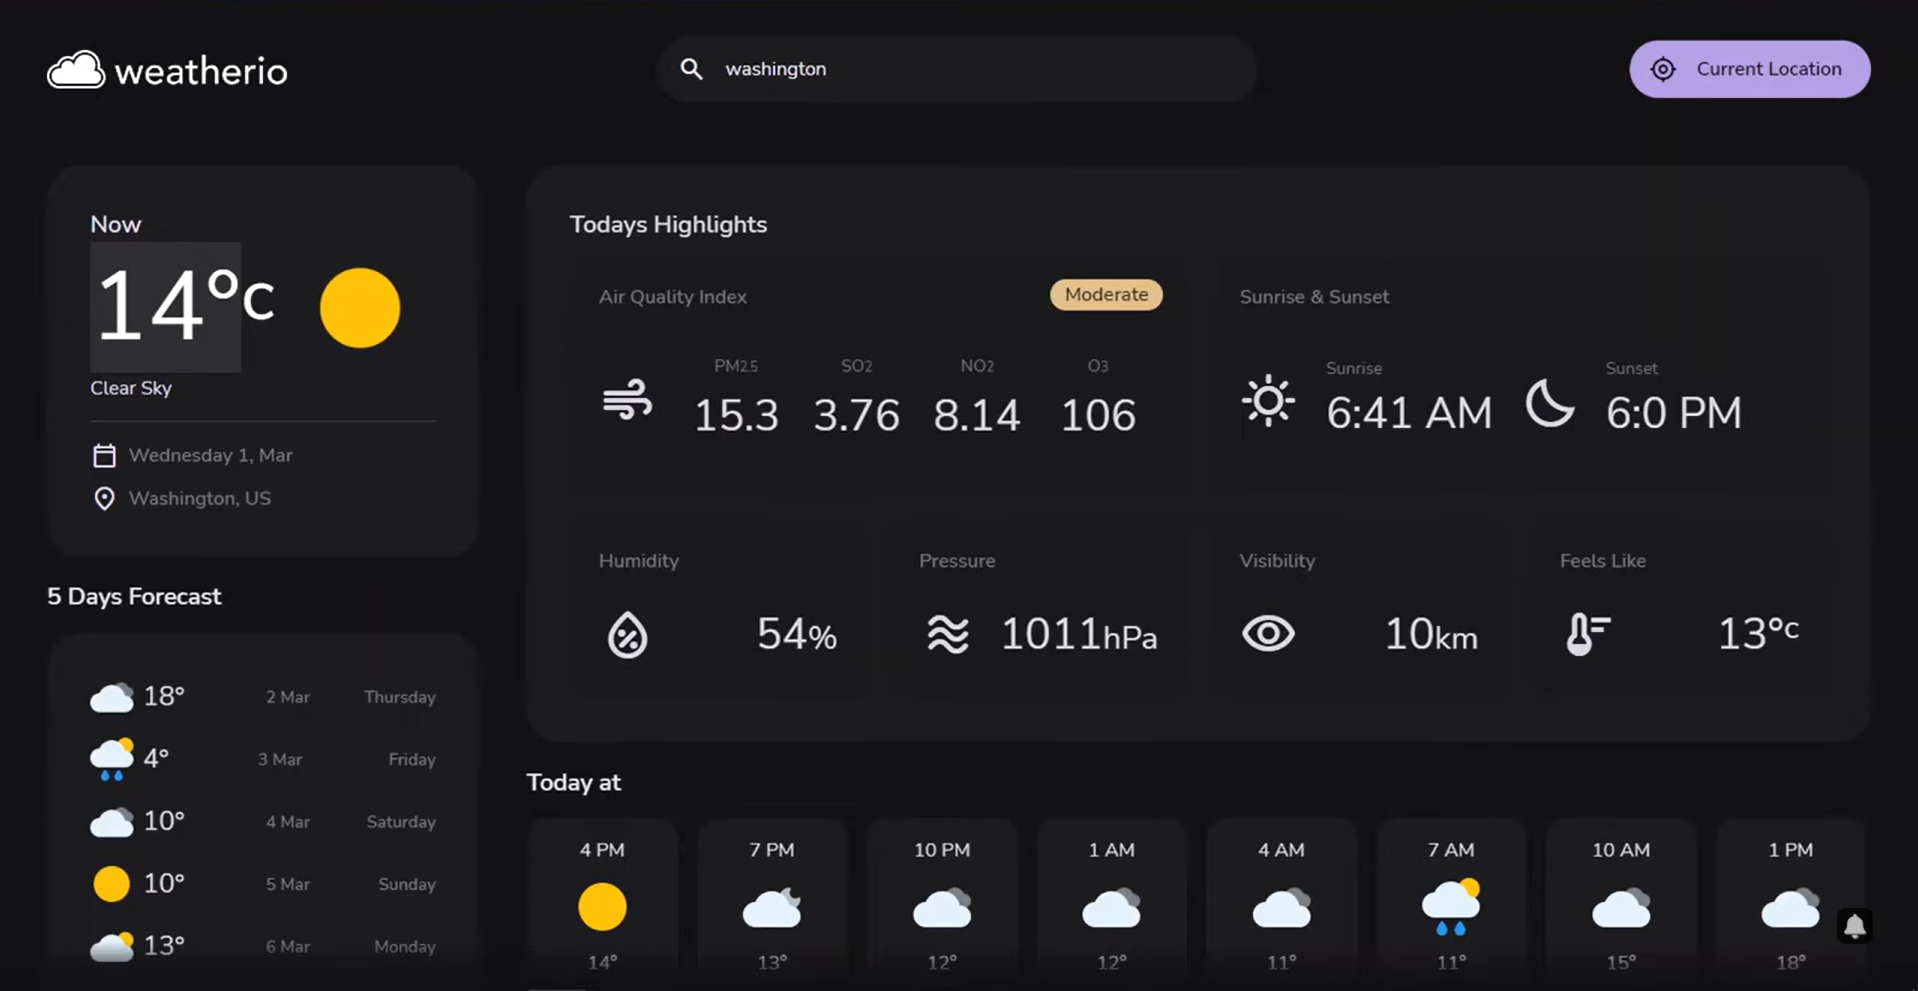 weatherio
washington
Current Location
Now
14°c
Clear Sky
Wednesday 1, Mar
Washington, US
5 Days Forecast
18° 2 Mar Thursday
4° 3 Mar Friday
10° 4 Mar Saturday
10° 5 Mar Sunday
13° 6 Mar Monday
Todays Highlights
Air Quality Index Moderate
PM2.5 SO2 NO2 O3
15.3 3.76 8.14 106
Sunrise & Sunset
Sunrise Sunset
6:41 AM 6:0 PM
Humidity
54%
Pressure
1011hPa
Visibility
10km
Feels Like
13°c
Today at
4 PM 7 PM 10 PM 1 AM 4 AM 7 AM 10 AM 1 PM
14° 13° 12° 12° 11° 11° 15° 18°